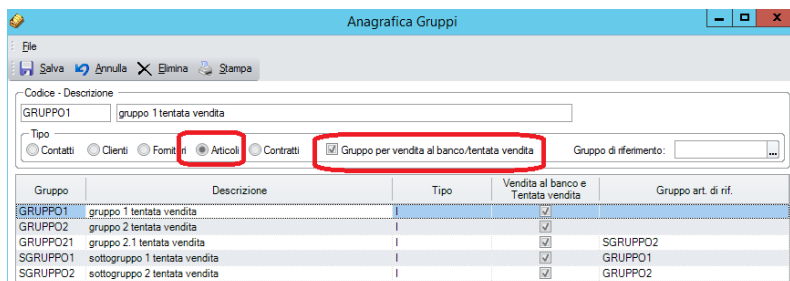 Anagrafica Gruppi
File
Salva Annulla Elimina Stampa
Codice - Descrizione
GRUPPO1 gruppo 1 tentata vendita
Tipo
Contatti Clienti Fornitori Articoli Contratti Gruppo per vendita al banco/tentata vendita Gruppo di riferimento: ...
Gruppo Descrizione Tipo Vendita al banco e Gruppo art. di rif.
Tentata vendita
GRUPPO1 gruppo 1 tentata vendita I
GRUPPO2 gruppo 2 tentata vendita I
GRUPPO21 gruppo 2.1 tentata vendita I SGRUPPO2
SGRUPPO1 sottogruppo 1 tentata vendita I GRUPPO1
SGRUPPO2 sottogruppo 2 tentata vendita I GRUPPO2